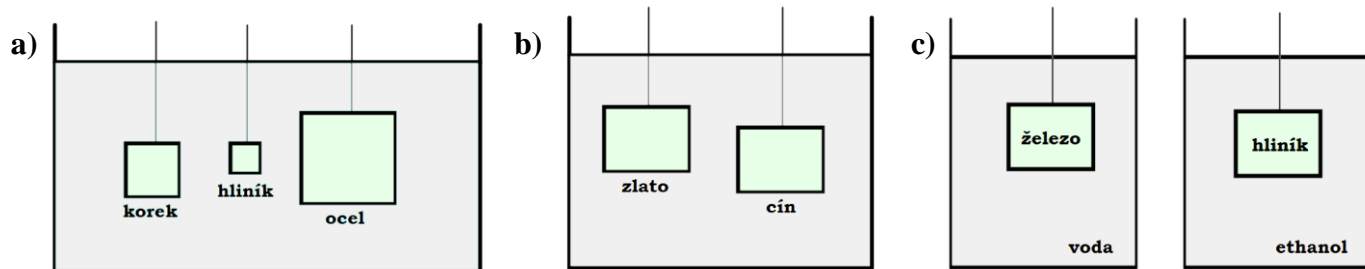 a)
korek
hliník
ocel
b)
zlato
cín
c)
železo
voda
hliník
ethanol